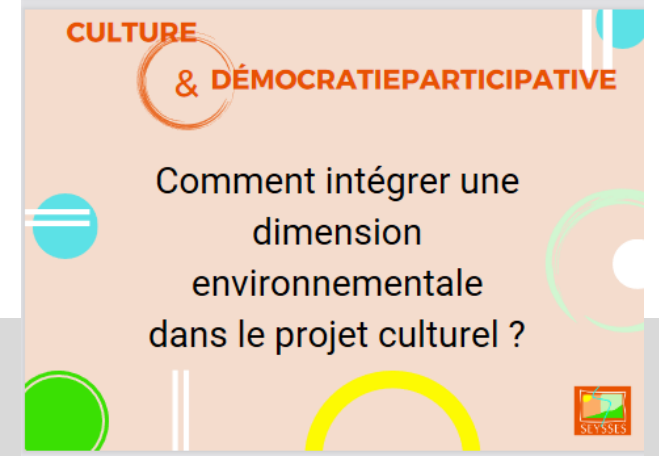 CULTURE
& DÉMOCRATIEPARTICIPATIVE
Comment intégrer une
dimension
environnementale
dans le projet culturel ?
SEYSSES